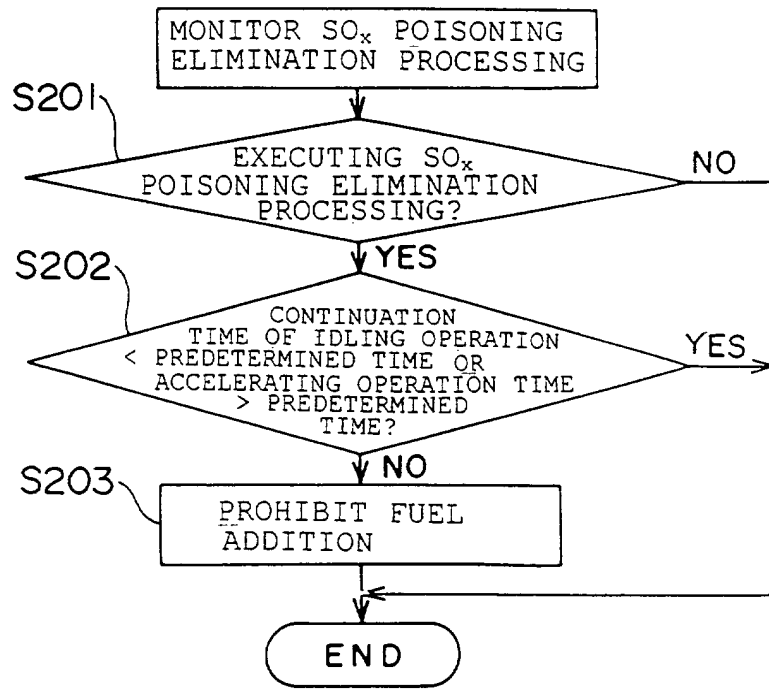 MONITOR SOₓ POISONING
ELIMINATION PROCESSING
S201
EXECUTING SOₓ
POISONING ELIMINATION
PROCESSING?
NO
YES
S202
CONTINUATION
TIME OF IDLING OPERATION
< PREDETERMINED TIME OR
ACCELERATING OPERATION TIME
> PREDETERMINED
TIME?
YES
NO
S203
PROHIBIT FUEL
ADDITION
END